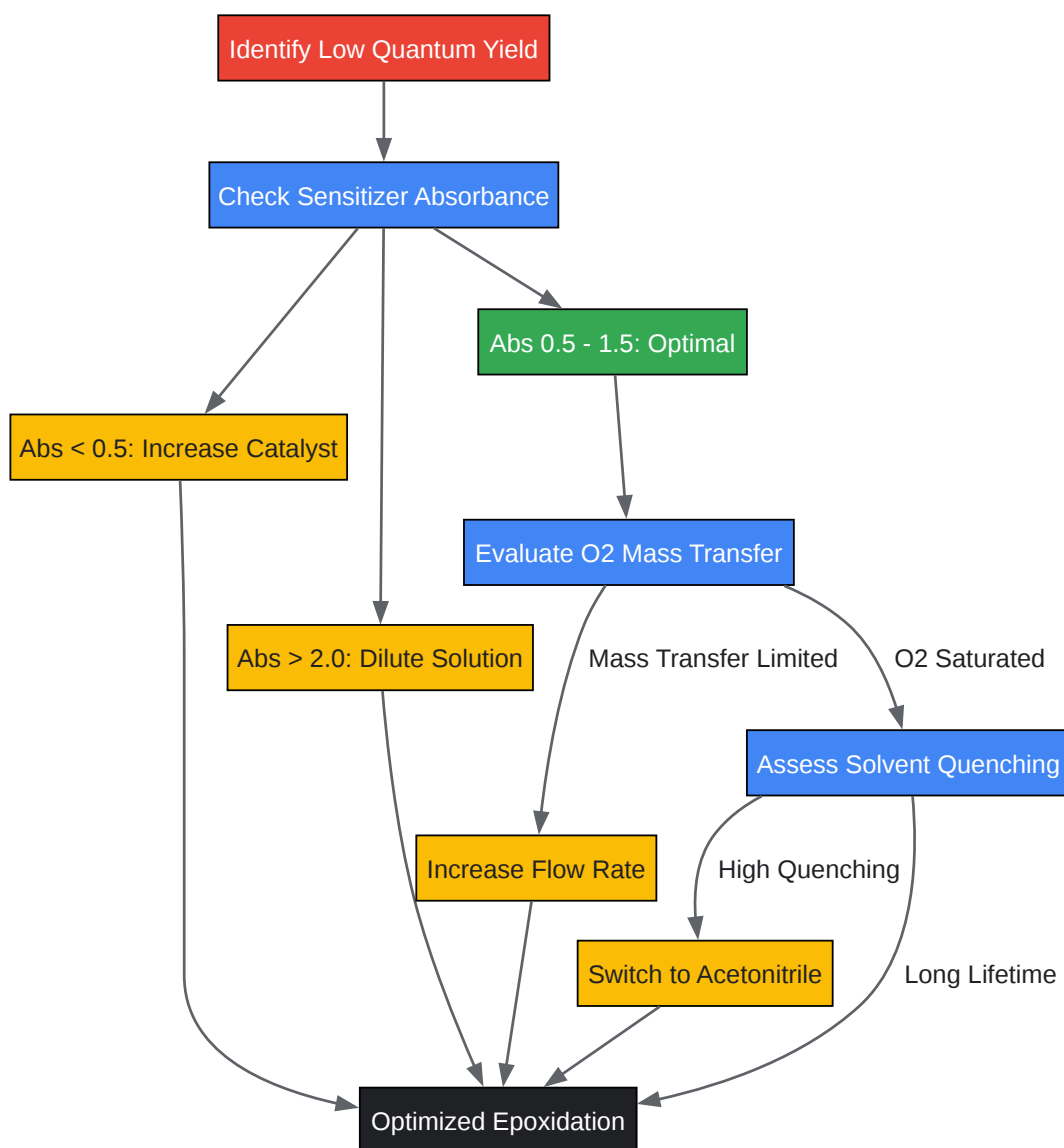 Identify Low Quantum Yield
Check Sensitizer Absorbance
Abs 0.5 - 1.5: Optimal
Abs < 0.5: Increase Catalyst
Evaluate O2 Mass Transfer
Abs > 2.0: Dilute Solution
Mass Transfer Limited
O2 Saturated
Assess Solvent Quenching
Increase Flow Rate
High Quenching
Switch to Acetonitrile
Long Lifetime
Optimized Epoxidation